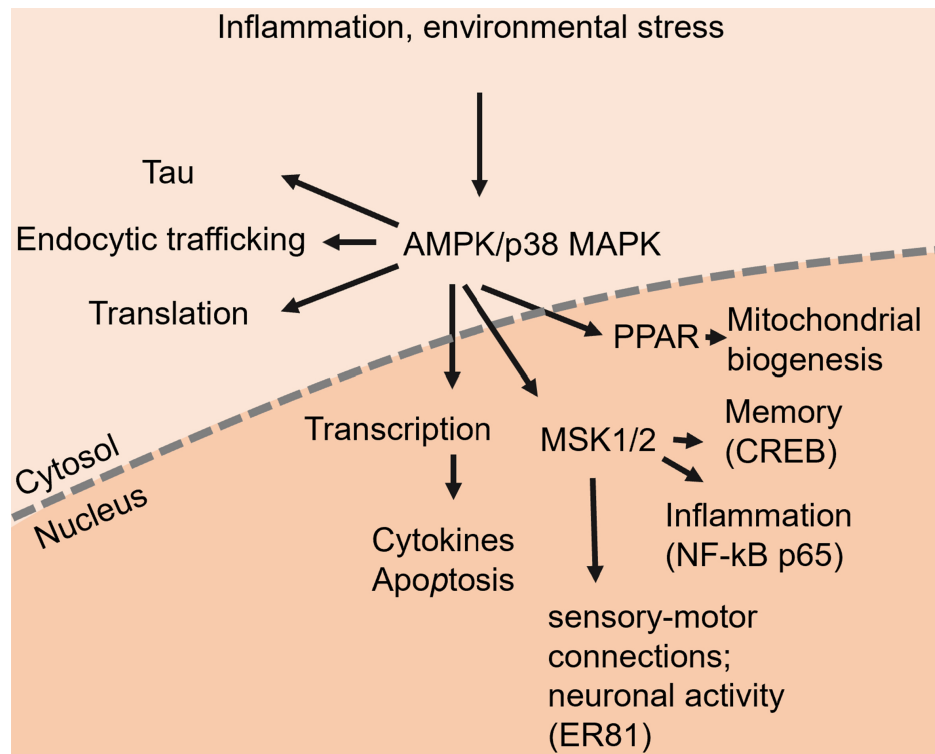 Inflammation, environmental stress
Tau
Endocytic trafficking
AMPK/p38 MAPK
Translation
PPAR
Mitochondrial
biogenesis
Transcription
MSK1/2
Memory
(CREB)
Cytosol
Nucleus
Inflammation
(NF-kB p65)
Cytokines
Apoptosis
sensory-motor
connections;
neuronal activity
(ER81)